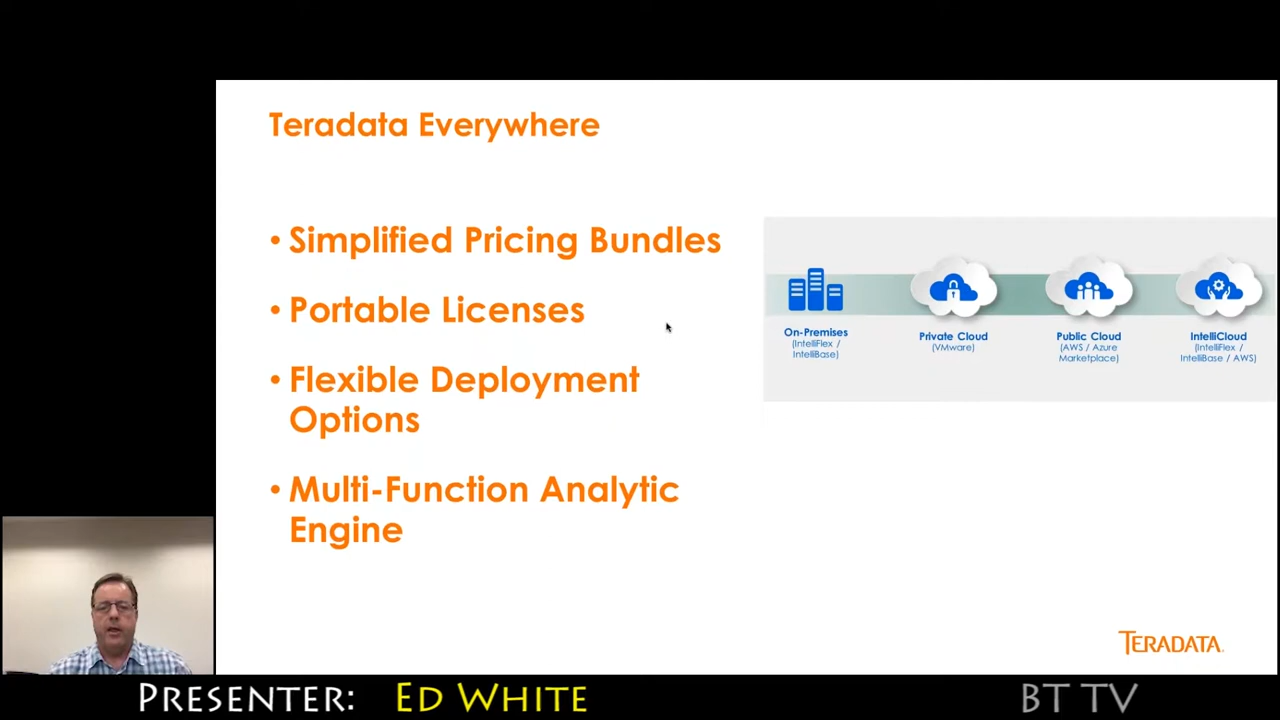 Teradata Everywhere
• Simplified Pricing Bundles
• Portable Licenses
• Flexible Deployment
Options
• Multi-Function Analytic
Engine
On-Premises
(IntelliFlex /
IntelliBase)
Private Cloud
(VMware)
Public Cloud
(AWS / Azure
Marketplace)
IntelliCloud
(IntelliFlex /
IntelliBase / AWS)
TERADATA.
PRESENTER: ED WHITE
BT TV